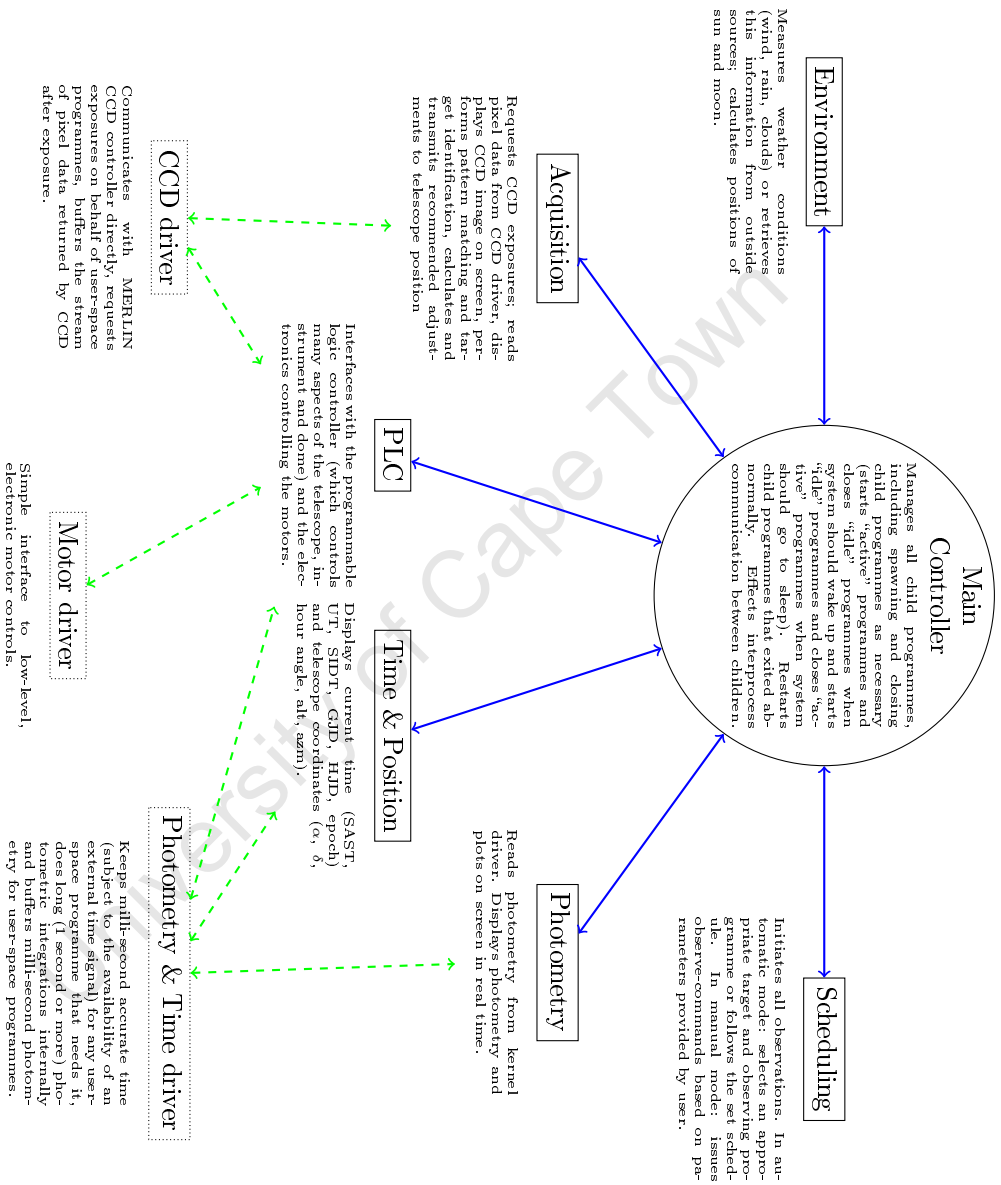 Main
Controller
Manages all child programmes,
including spawning and closing
child programmes as necessary
(starts “active” programmes and
closes “idle” programmes when
system should wake up and starts
“idle” programmes and closes “ac-
tive” programmes when system
should go to sleep). Restarts
child programmes that exited ab-
normally. Effects interprocess
communication between children.
Environment
Measures weather conditions
(wind, rain, clouds) or retrieves
this information from outside
sources; calculates positions of
sun and moon.
Scheduling
Initiates all observations. In au-
tomatic mode: selects an appro-
priate target and observing pro-
gramme or follows the set sched-
ule. In manual mode: issues
observe-commands based on pa-
rameters provided by user.
Acquisition
Requests CCD exposures; reads
pixel data from CCD driver, dis-
plays CCD image on screen, per-
forms pattern matching and tar-
get identification, calculates and
transmits recommended adjust-
ments to telescope position
Photometry
Reads photometry from kernel
driver. Displays photometry and
plots on screen in real time.
PLC
Interfaces with the programmable
logic controller (which controls
many aspects of the telescope, in-
strument and dome) and the elec-
tronics controlling the motors.
Time & Position
Displays current time (SAST,
UT, SIDT, GJD, HJD, epoch)
and telescope coordinates (α, δ,
hour angle, alt, azm).
CCD driver
Communicates with MERLIN
CCD controller directly, requests
exposures on behalf of user-space
programmes, buffers the stream
of pixel data returned by CCD
after exposure.
Motor driver
Simple interface to low-level,
electronic motor controls.
Photometry & Time driver
Keeps milli-second accurate time
(subject to the availability of an
external time signal) for any user-
space programme that needs it,
does long (1 second or more) pho-
tometric integrations internally
and buffers milli-second photom-
etry for user-space programmes.
University of Cape Town